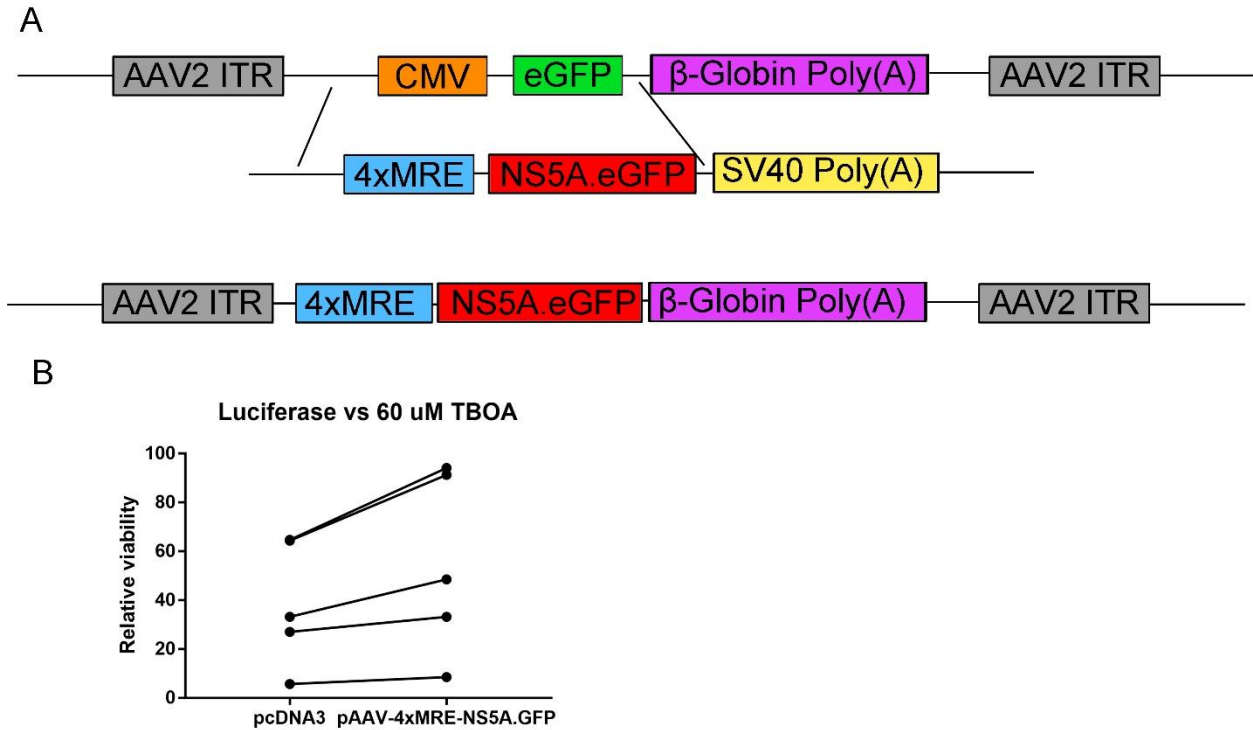 A
AAV2 ITR CMV eGFP β-Globin Poly(A) AAV2 ITR
4xMRE NS5A.eGFP SV40 Poly(A)
AAV2 ITR 4xMRE NS5A.eGFP β-Globin Poly(A) AAV2 ITR
B
Luciferase vs 60 uM TBOA
100
80
60
40
20
0
Relative viability
pcDNA3 pAAV-4xMRE-NS5A.GFP